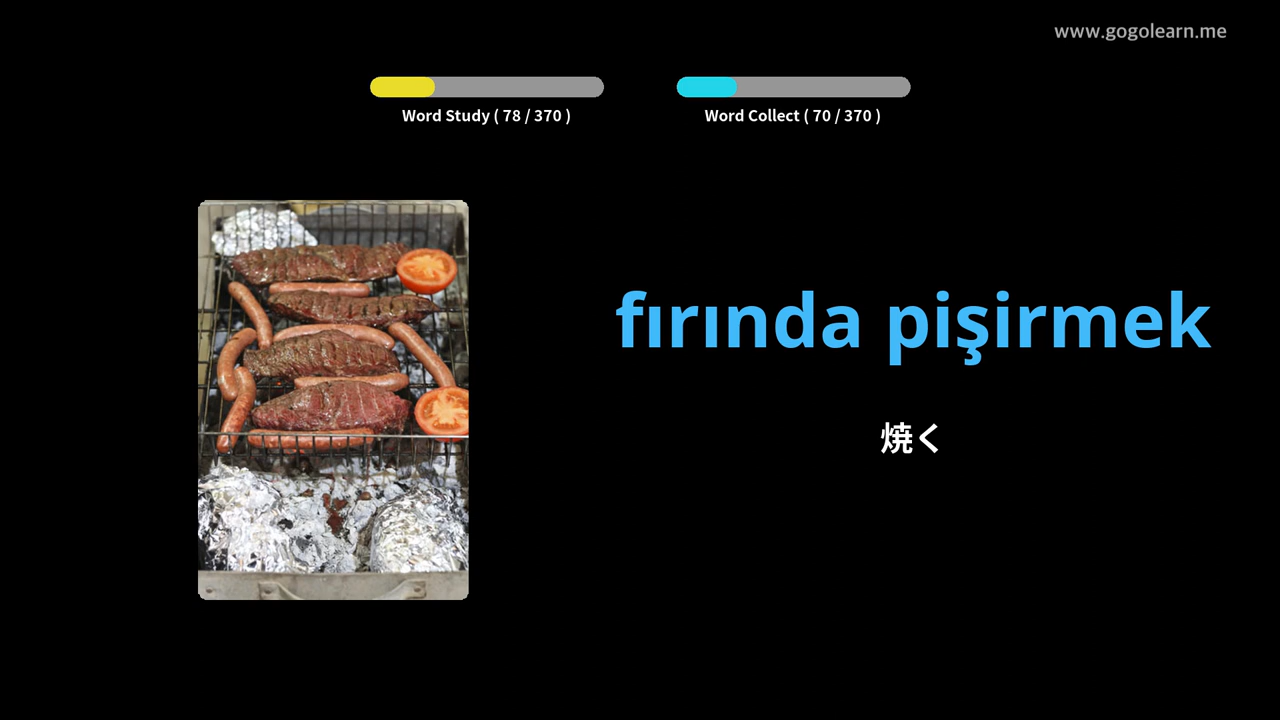 www.gogolearn.me
Word Study ( 78 / 370 )
Word Collect ( 70 / 370 )
fırında pişirmek
焼く